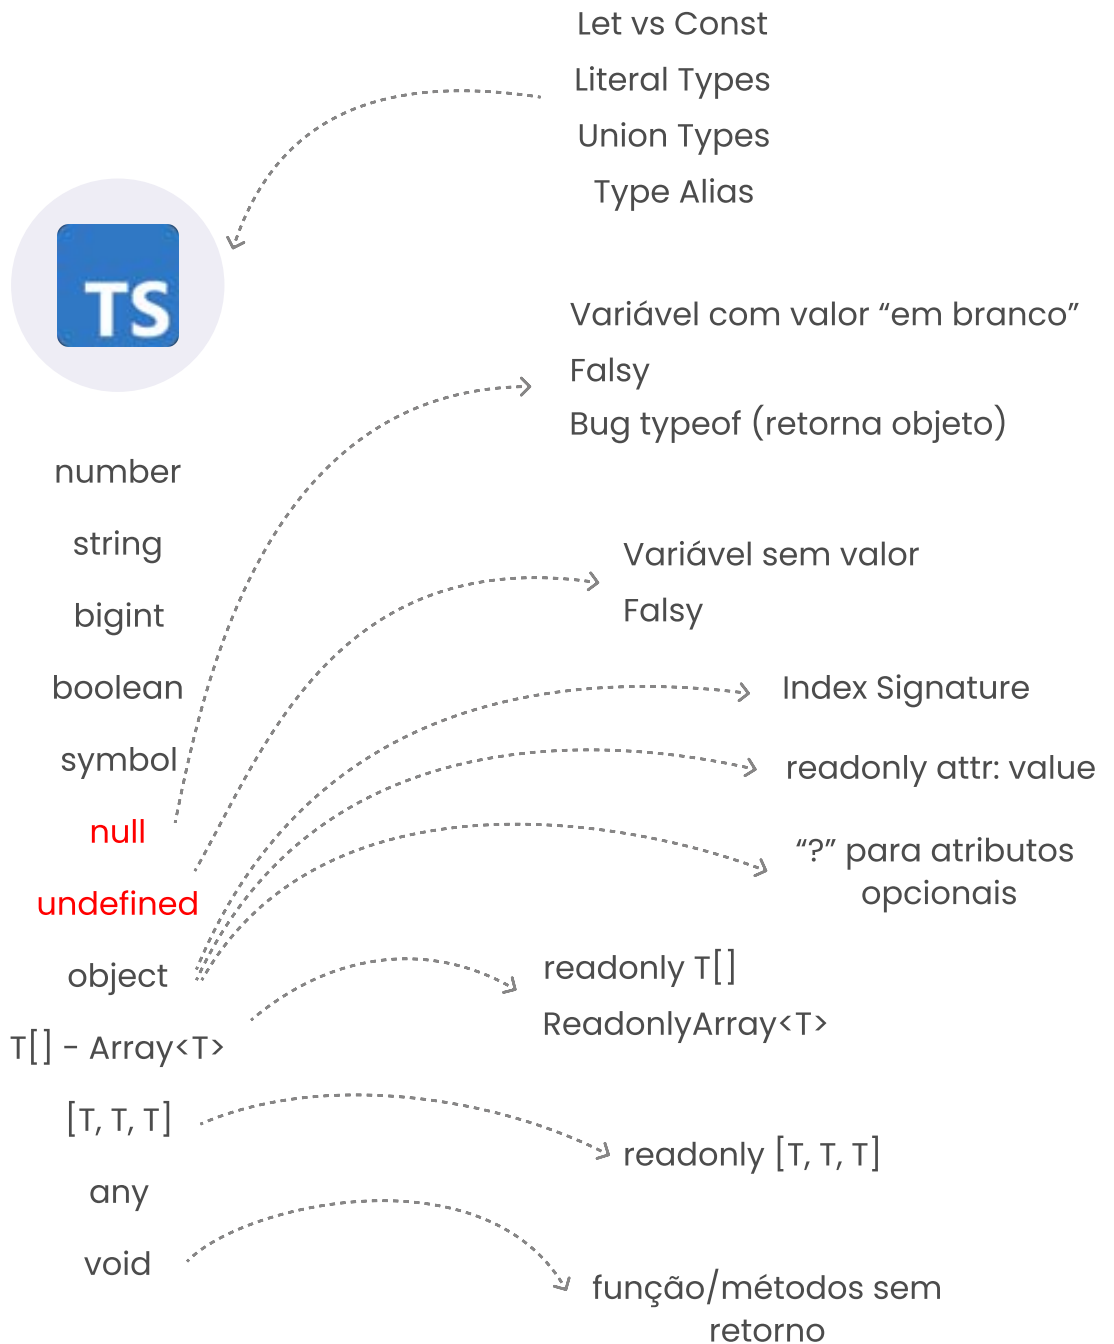 Let vs Const
Literal Types
Union Types
Type Alias
TS
Variável com valor “em branco”
Falsy
Bug typeof (retorna objeto)
number
string
bigint
boolean
symbol
null
undefined
object
T[] - Array<T>
[T, T, T]
any
void
Variável sem valor
Falsy
Index Signature
readonly attr: value
“?” para atributos
opcionais
readonly T[]
ReadonlyArray<T>
readonly [T, T, T]
função/métodos sem
retorno